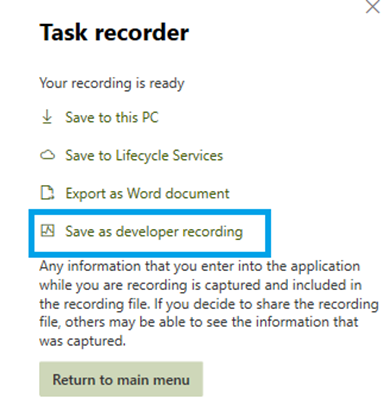 Task recorder
Your recording is ready
Save to this PC
Save to Lifecycle Services
Export as Word document
Save as developer recording
Any information that you enter into the application
while you are recording is captured and included in
the recording file. If you decide to share the recording
file, others may be able to see the information that
was captured.
Return to main menu